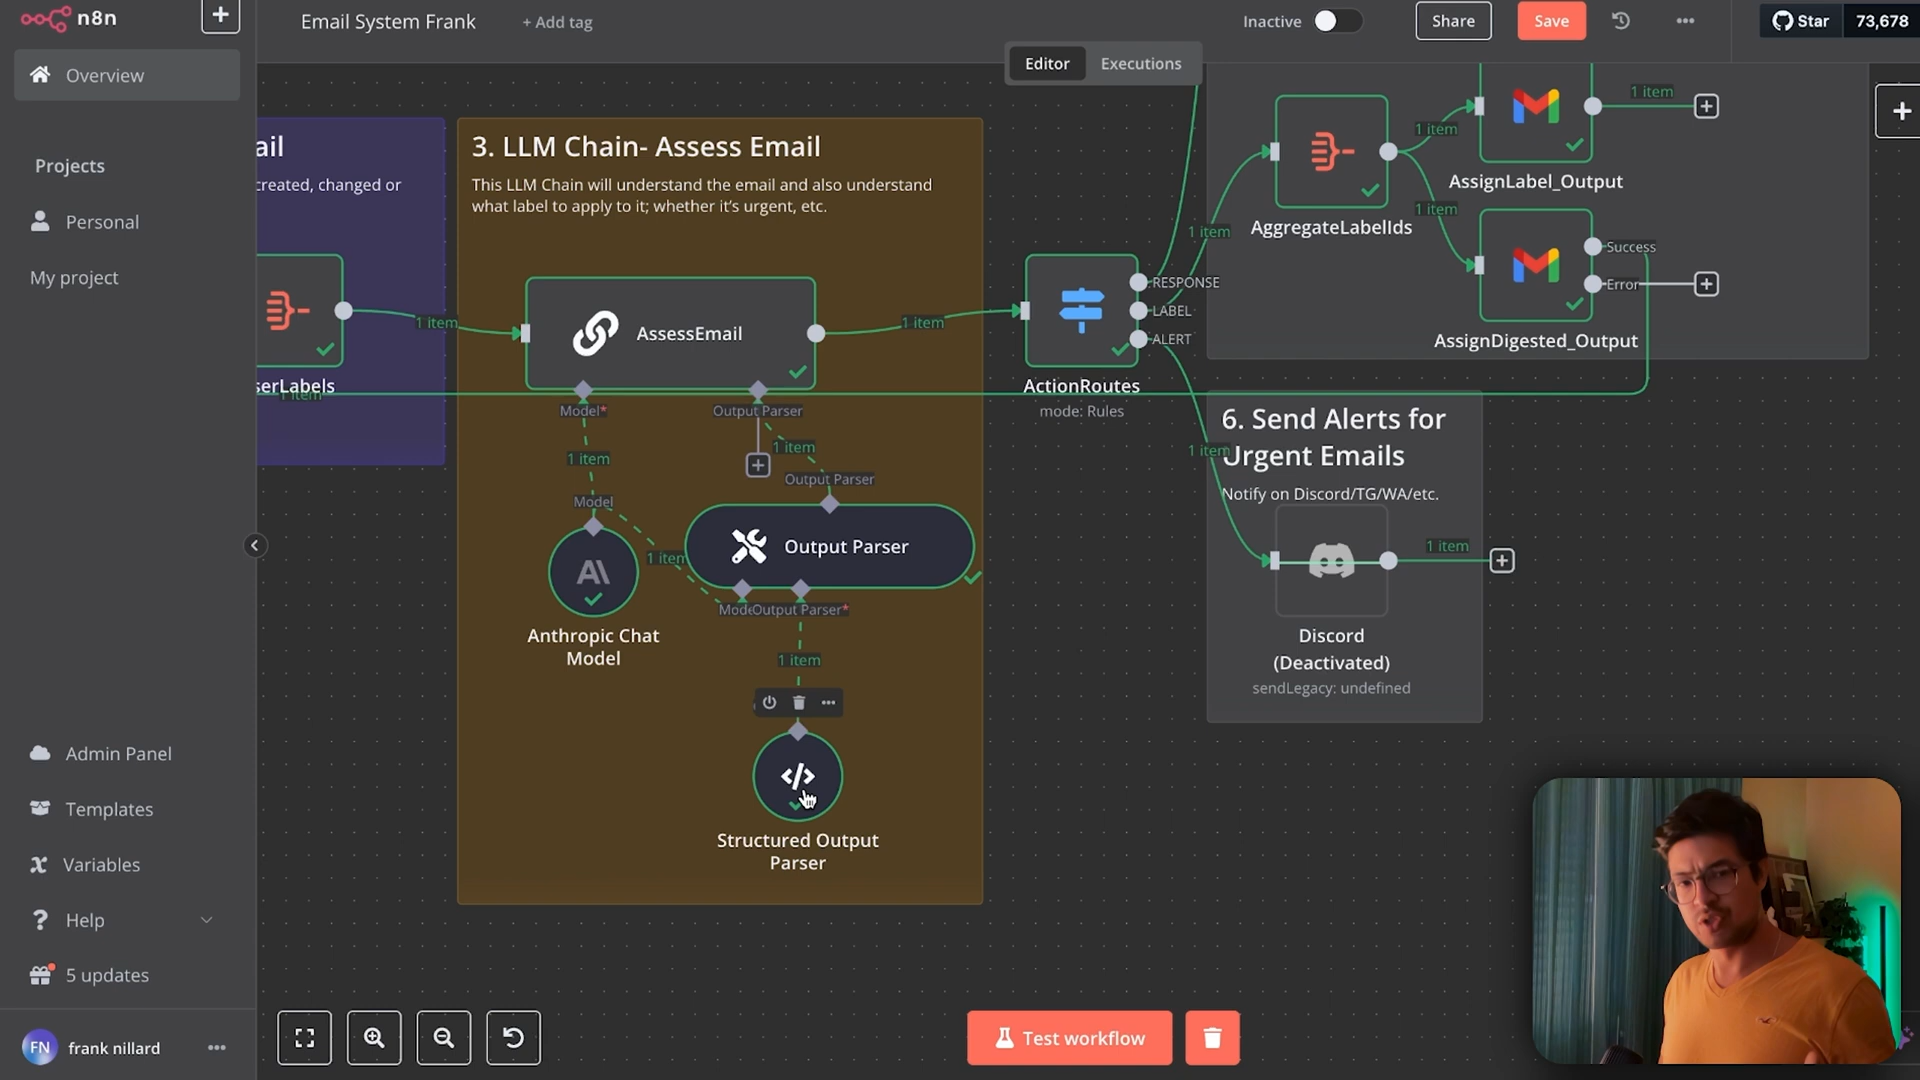 n8n
+
Email System Frank
+ Add tag
Inactive
Share
Save
Star
73,678
Overview
Editor
Executions
Projects
Personal
My project
Admin Panel
Templates
Variables
Help
5 updates
FN
frank nillard
ail
created, changed or
serLabels
1 item
1 item
3. LLM Chain- Assess Email
This LLM Chain will understand the email and also understand
what label to apply to it; whether it's urgent, etc.
AssessEmail
1 item
Model*
Output Parser
1 item
1 item
Model
Output Parser
Output Parser
1 item
Mode
Output Parser*
Anthropic Chat
Model
1 item
Structured Output
Parser
RESPONSE
LABEL
ALERT
ActionRoutes
mode: Rules
1 item
AggregateLabelIds
1 item
1 item
1 item
AssignLabel_Output
Success
Error
AssignDigested_Output
6. Send Alerts for
Urgent Emails
1 item
Notify on Discord/TG/WA/etc.
1 item
Discord
(Deactivated)
sendLegacy: undefined
Test workflow